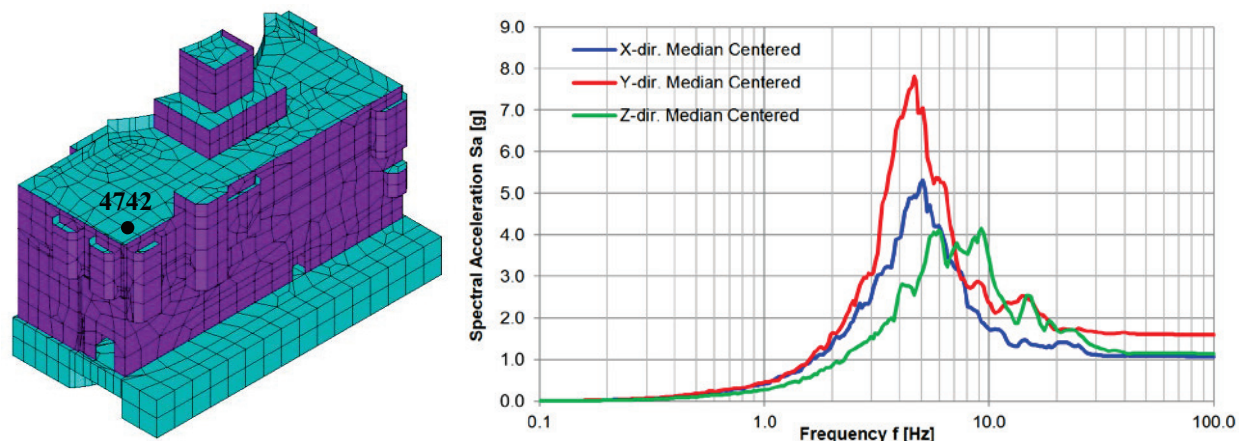 4742
Spectral Acceleration Sa [g]
9.0
8.0
7.0
6.0
5.0
4.0
3.0
2.0
1.0
0.0
X-dir. Median Centered
Y-dir. Median Centered
Z-dir. Median Centered
0.1 1.0 10.0 100.0
Frequency f [Hz]